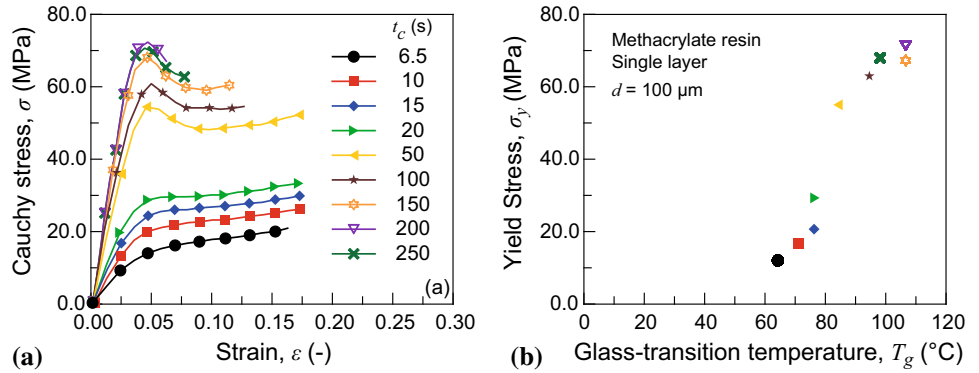 80.0
60.0
40.0
20.0
0.0
Cauchy stress, σ (MPa)
0.00 0.05 0.10 0.15 0.20 0.25 0.30
Strain, ε (-)
t_c (s)
6.5
10
15
20
50
100
150
200
250
(a)
(a)
80.0
60.0
40.0
20.0
0.0
Yield Stress, σ_y (MPa)
Methacrylate resin
Single layer
d = 100 μm
0 20 40 60 80 100 120
Glass-transition temperature, T_g (°C)
(b)